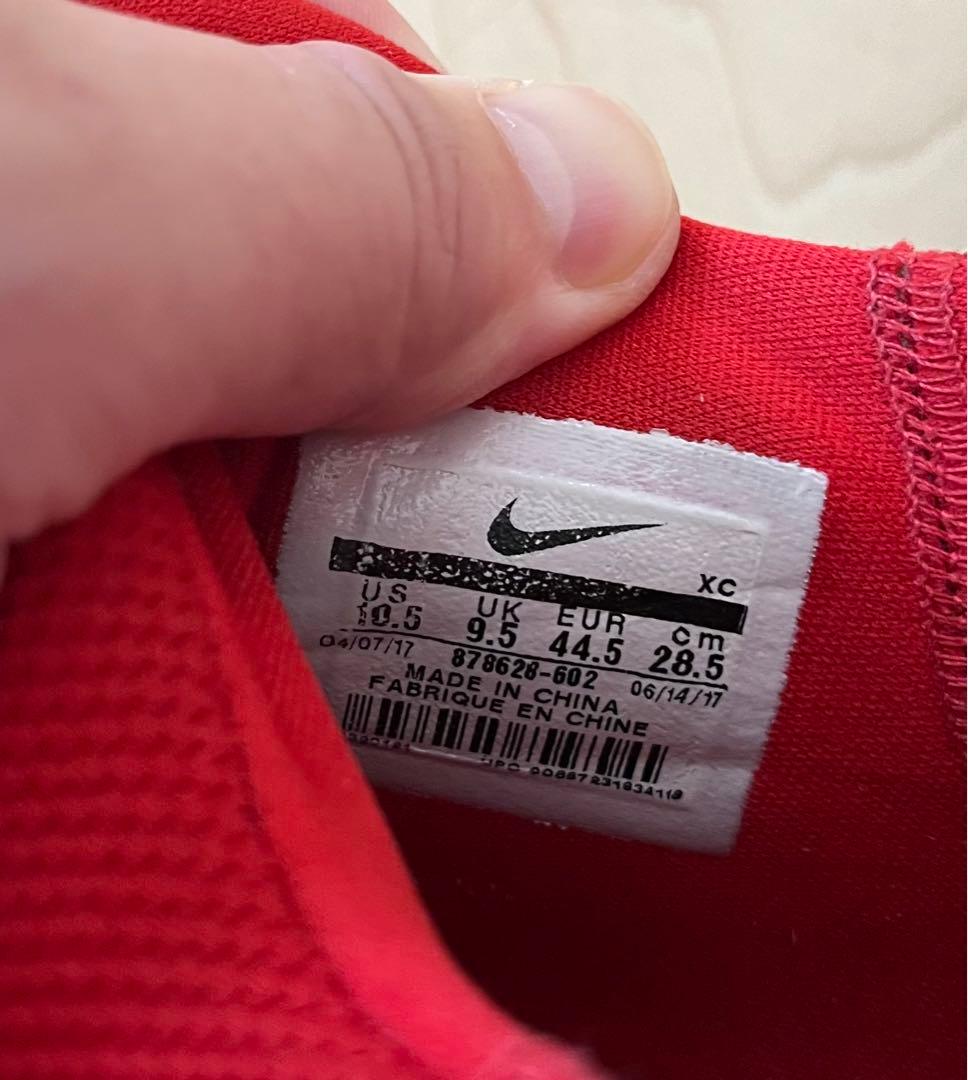 XC
US UK EUR cm
10.5 9.5 44.5 28.5
04/07/17 878628-602 06/14/17
MADE IN CHINA
FABRIQUE EN CHINE
UPC